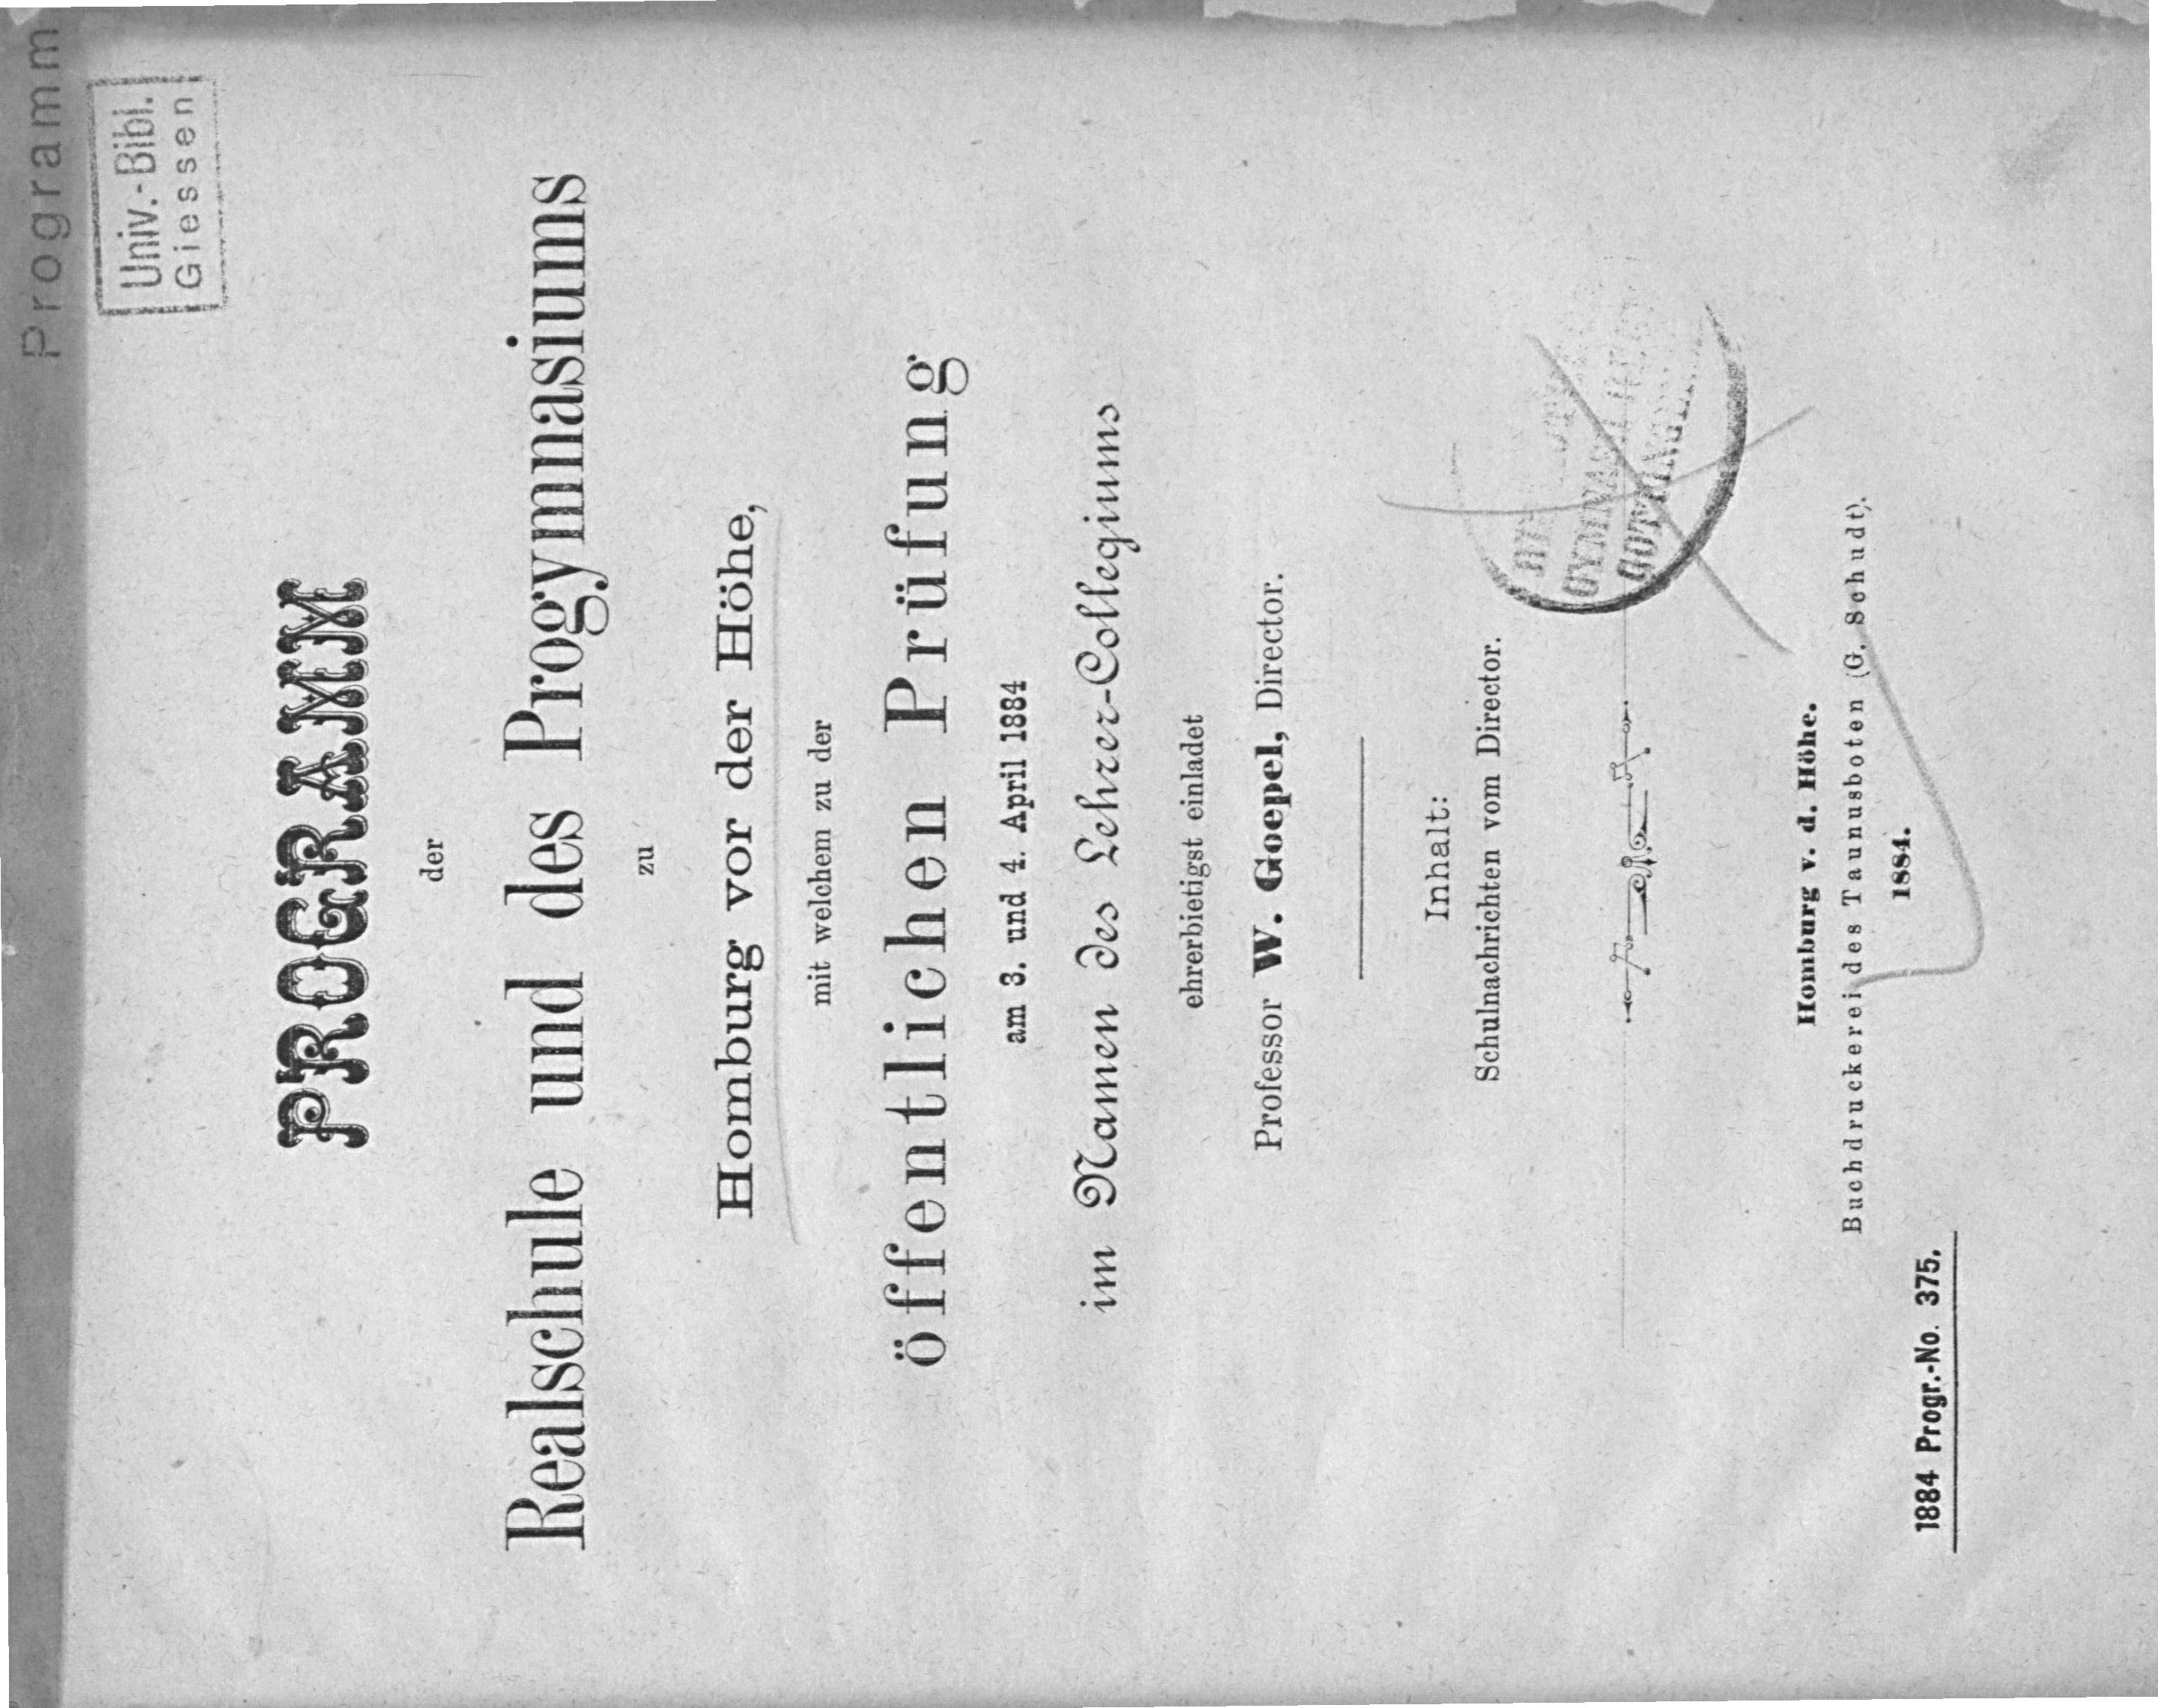 Programm
Univ.-Bibl.
Giessen
PROGRAMM
der
Realschule und des Progymnasiums
zu
Homburg vor der Höhe,
mit welchem zu der
öffentlichen Prüfung
am 3. und 4. April 1884
im Namen des Lehrer-Collegiums
ehrerbietigst einladet
Professor W. Goepel, Director.
Inhalt:
Schulnachrichten vom Director.
Homburg v. d. Höhe.
Buchdruckerei des Taunusboten (G. Schudt).
1884.
1884 Progr.-No. 375.